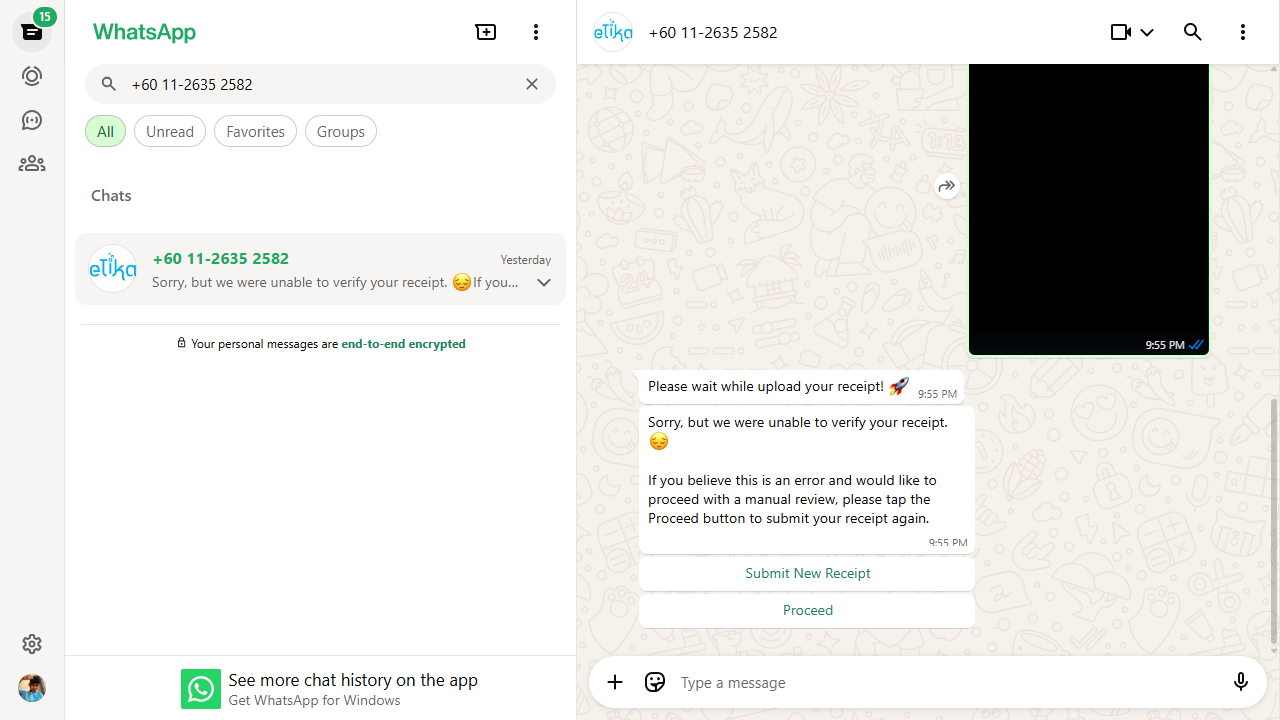 15
WhatsApp
+60 11-2635 2582
All
Unread
Favorites
Groups
Chats
etika
+60 11-2635 2582
Yesterday
Sorry, but we were unable to verify your receipt. 😔If you...
Your personal messages are end-to-end encrypted
See more chat history on the app
Get WhatsApp for Windows
etika
+60 11-2635 2582
9:55 PM
Please wait while upload your receipt! 🚀
9:55 PM
Sorry, but we were unable to verify your receipt.
😔
If you believe this is an error and would like to
proceed with a manual review, please tap the
Proceed button to submit your receipt again.
9:55 PM
Submit New Receipt
Proceed
Type a message